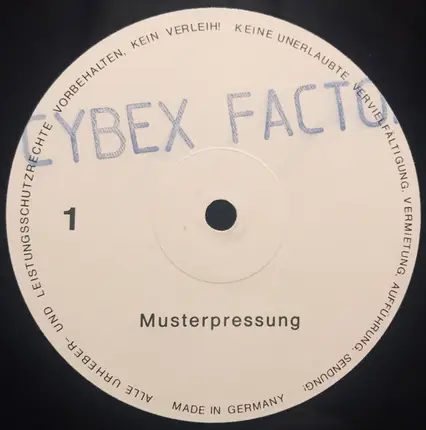 ALLE URHEBER- UND LEISTUNGSSCHUTZRECHTE VORBEHALTEN. KEIN VERLEIH! KEINE UNERLAUBTE VERVIELFÄLTIGUNG, VERMIETUNG, AUFFÜHRUNG, SENDUNG!
CYBEX FACTO
1
Musterpressung
MADE IN GERMANY